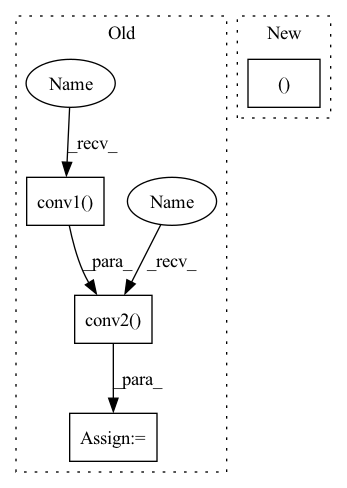 Old
New
Name
()
_recv_
conv1()
Name
_para_
_recv_
conv2()
_para_
Assign:=